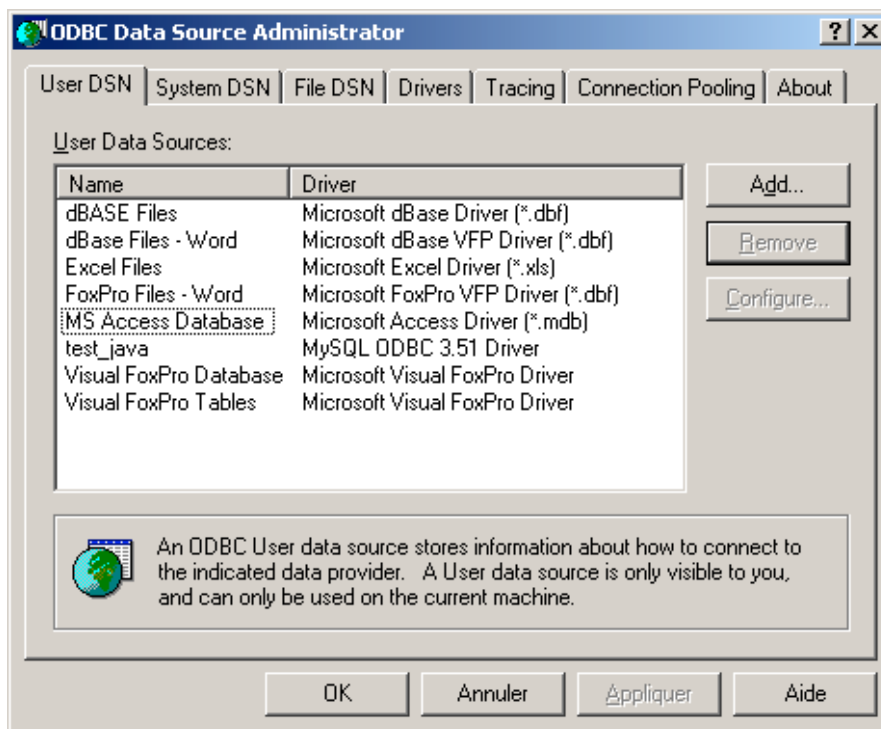 ODBC Data Source Administrator
User DSN System DSN File DSN Drivers Tracing Connection Pooling About
User Data Sources:
Name Driver
dBASE Files Microsoft dBase Driver (*.dbf)
dBase Files - Word Microsoft dBase VFP Driver (*.dbf)
Excel Files Microsoft Excel Driver (*.xls)
FoxPro Files - Word Microsoft FoxPro VFP Driver (*.dbf)
MS Access Database Microsoft Access Driver (*.mdb)
test_java MySQL ODBC 3.51 Driver
Visual FoxPro Database Microsoft Visual FoxPro Driver
Visual FoxPro Tables Microsoft Visual FoxPro Driver
Add...
Remove
Configure...
An ODBC User data source stores information about how to connect to
the indicated data provider. A User data source is only visible to you,
and can only be used on the current machine.
OK Annuler Appliquer Aide